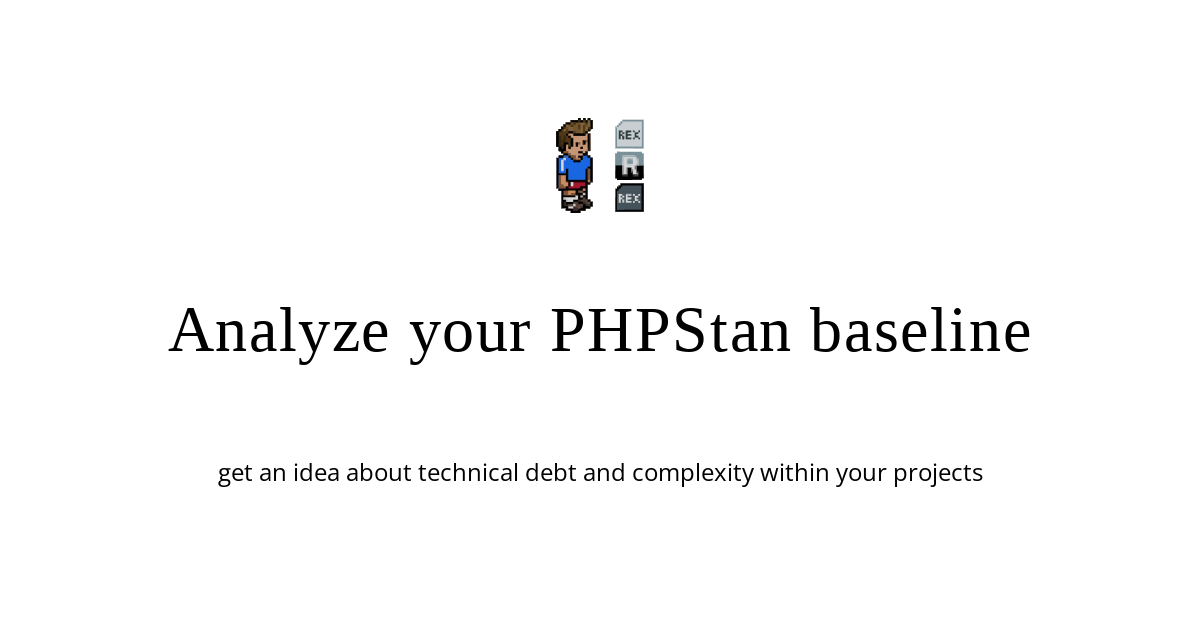 REX
R
REX
Analyze your PHPStan baseline
get an idea about technical debt and complexity within your projects